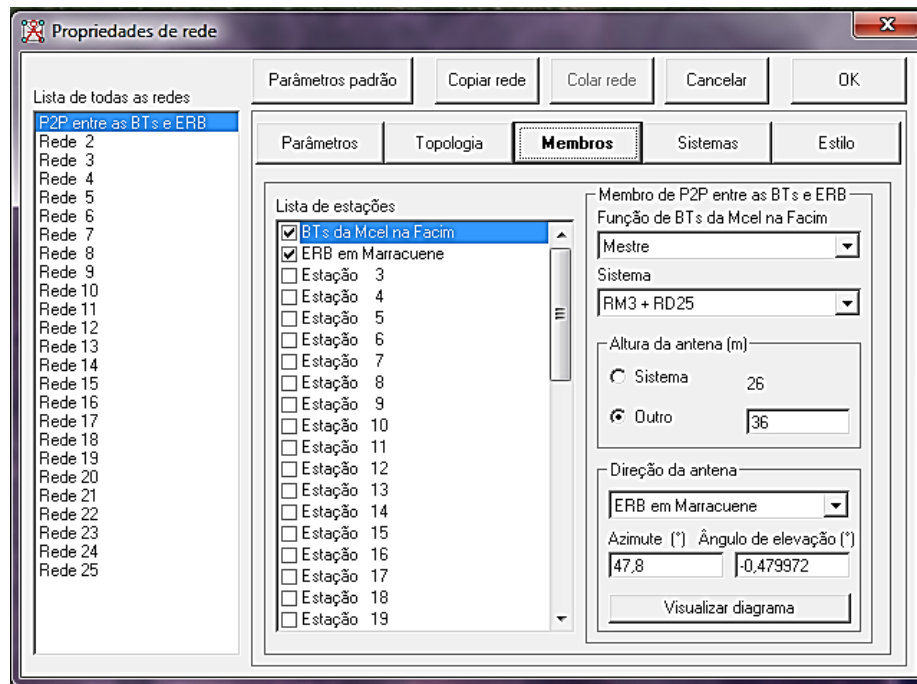 Propriedades de rede
Parâmetros padrão Copiar rede Colar rede Cancelar OK
Lista de todas as redes
P2P entre as BTs e ERB
Rede 2
Rede 3
Rede 4
Rede 5
Rede 6
Rede 7
Rede 8
Rede 9
Rede 10
Rede 11
Rede 12
Rede 13
Rede 14
Rede 15
Rede 16
Rede 17
Rede 18
Rede 19
Rede 20
Rede 21
Rede 22
Rede 23
Rede 24
Rede 25
Parâmetros Topologia Membros Sistemas Estilo
Lista de estações
BTs da Mcel na Facim
ERB em Marracuene
Estação 3
Estação 4
Estação 5
Estação 6
Estação 7
Estação 8
Estação 9
Estação 10
Estação 11
Estação 12
Estação 13
Estação 14
Estação 15
Estação 16
Estação 17
Estação 18
Estação 19
Membro de P2P entre as BTs e ERB
Função de BTs da Mcel na Facim
Mestre
Sistema
RM3 + RD25
Altura da antena (m)
Sistema 26
Outro 36
Direção da antena
ERB em Marracuene
Azimute (°) Ângulo de elevação (°)
47,8 -0,479972
Visualizar diagrama